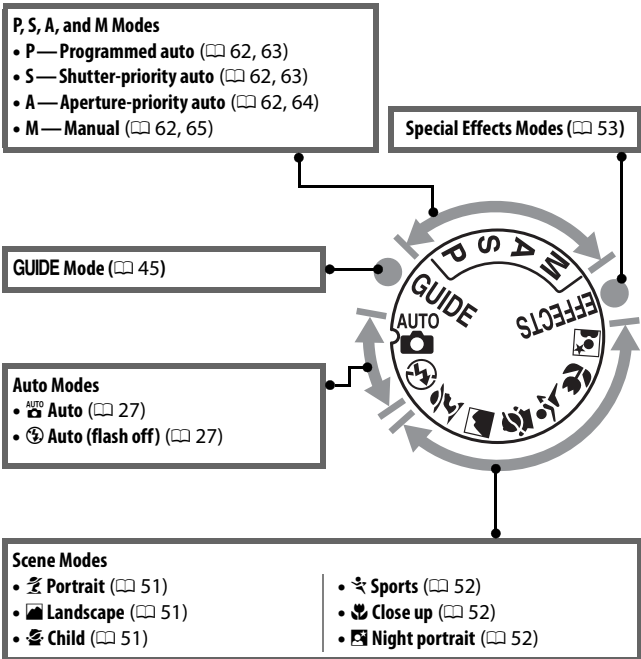 P, S, A, and M Modes
• P—Programmed auto (📖 62, 63)
• S—Shutter-priority auto (📖 62, 63)
• A—Aperture-priority auto (📖 62, 64)
• M—Manual (📖 62, 65)
Special Effects Modes (📖 53)
GUIDE Mode (📖 45)
P S A M
GUIDE
EFFECTS
AUTO
Auto Modes
• AUTO Auto (📖 27)
• Auto (flash off) (📖 27)
Scene Modes
• Portrait (📖 51)
• Landscape (📖 51)
• Child (📖 51)
• Sports (📖 52)
• Close up (📖 52)
• Night portrait (📖 52)